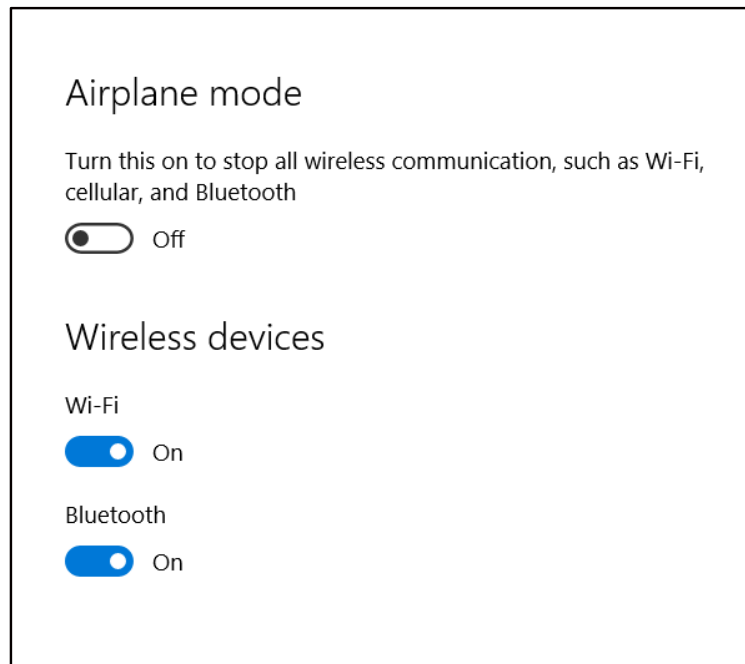 Airplane mode
Turn this on to stop all wireless communication, such as Wi-Fi,
cellular, and Bluetooth
Off
Wireless devices
Wi-Fi
On
Bluetooth
On